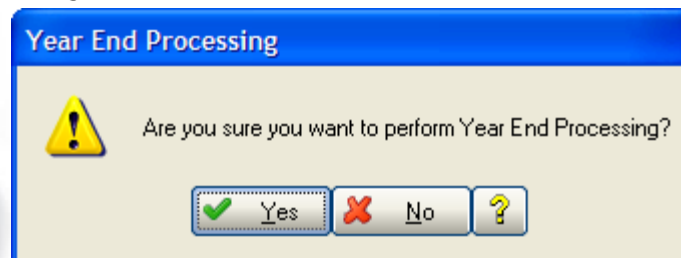 Year End Processing
Are you sure you want to perform Year End Processing?
Yes No ?